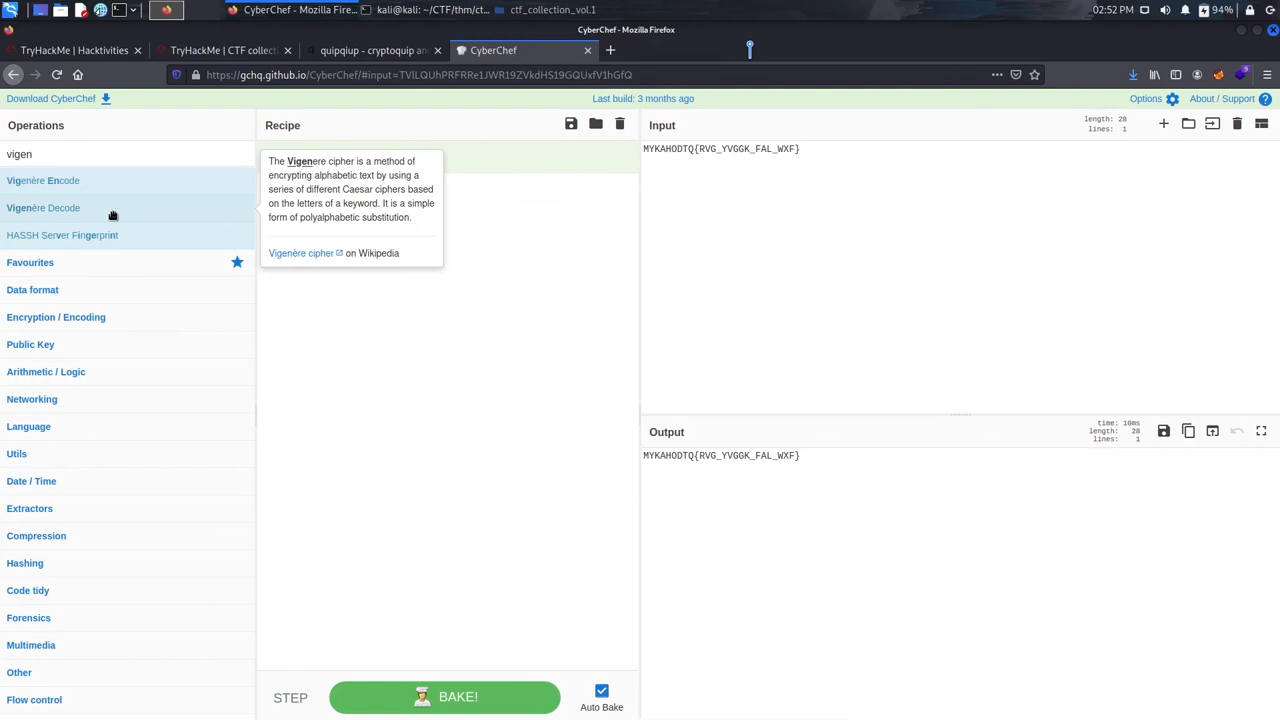 CyberChef - Mozilla Fire...
kali@kali: ~/CTF/thm/ct...
ctf_collection_vol.1
02:52 PM
94%
CyberChef - Mozilla Firefox
TryHackMe | Hacktivities
TryHackMe | CTF collecti
quipqiup - cryptoquip and
CyberChef
https://gchq.github.io/CyberChef/#input=TVlLQUhPRFRRe1JWR19ZVkdHS19GQUxfV1hGfQ
Download CyberChef
Last build: 3 months ago
Options
About / Support
Operations
Recipe
Input
length: 28
lines: 1
vigen
Vigenère Encode
Vigenère Decode
HASSH Server Fingerprint
Favourites
Data format
Encryption / Encoding
Public Key
Arithmetic / Logic
Networking
Language
Utils
Date / Time
Extractors
Compression
Hashing
Code tidy
Forensics
Multimedia
Other
Flow control
The Vigenere cipher is a method of
encrypting alphabetic text by using a
series of different Caesar ciphers based
on the letters of a keyword. It is a simple
form of polyalphabetic substitution.
Vigenère cipher on Wikipedia
MYKAHODTQ{RVG_YVGGK_FAL_WXF}
Output
time: 10ms
length: 28
lines: 1
MYKAHODTQ{RVG_YVGGK_FAL_WXF}
STEP
BAKE!
Auto Bake